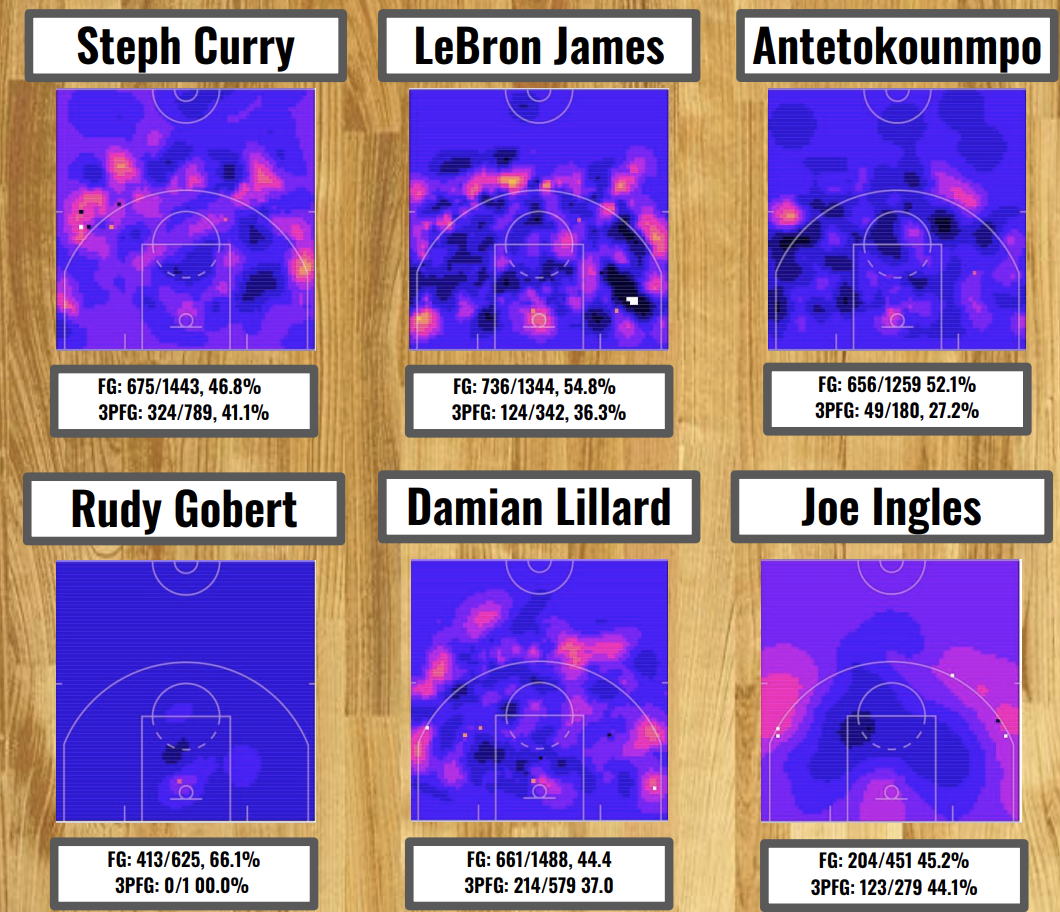 Steph Curry
LeBron James
Antetokounmpo
FG: 675/1443, 46.8%
3PFG: 324/789, 41.1%
FG: 736/1344, 54.8%
3PFG: 124/342, 36.3%
FG: 656/1259 52.1%
3PFG: 49/180, 27.2%
Rudy Gobert
Damian Lillard
Joe Ingles
FG: 413/625, 66.1%
3PFG: 0/1 00.0%
FG: 661/1488, 44.4
3PFG: 214/579 37.0
FG: 204/451 45.2%
3PFG: 123/279 44.1%